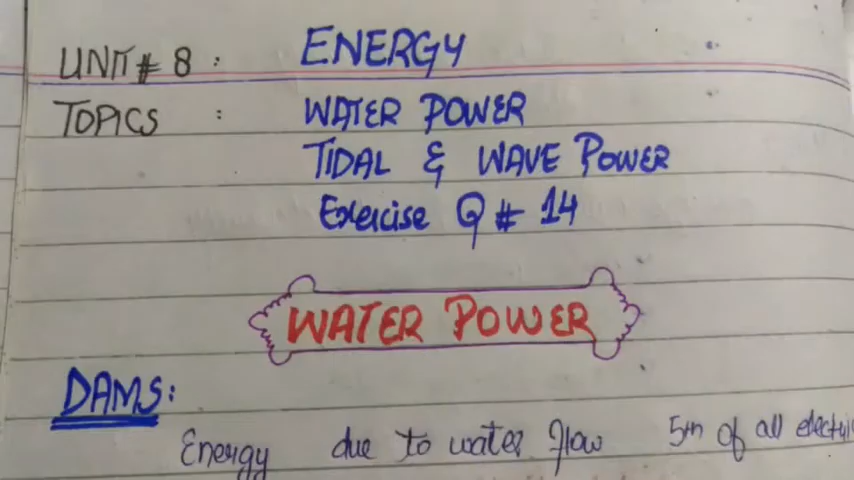 UNIT # 8 : ENERGY
TOPICS : WATER POWER
TIDAL & WAVE POWER
Exercise Q # 14
WATER POWER
DAMS:
Energy due to water flow 5th of all electri